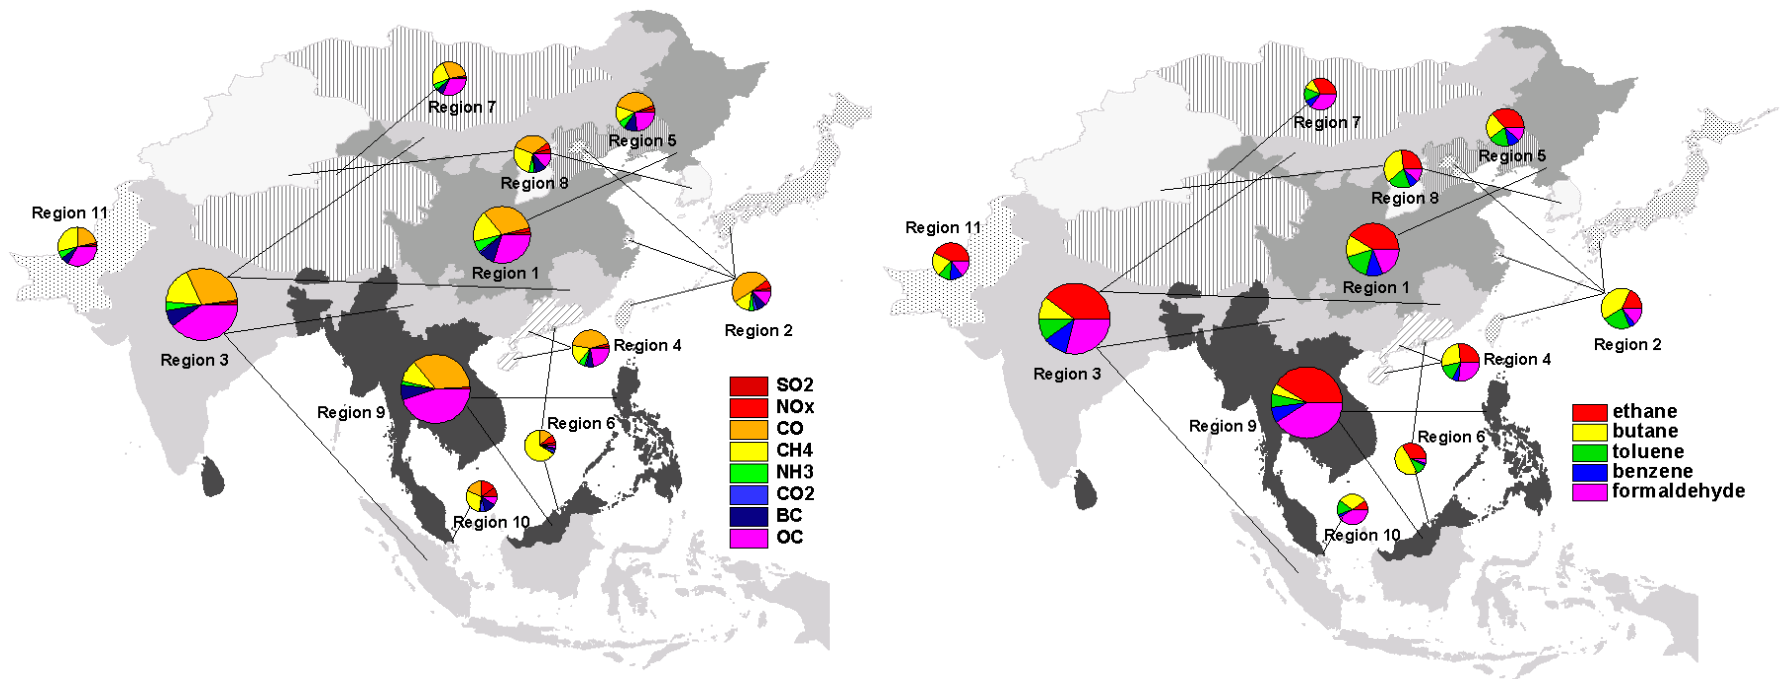 Region 7
Region 5
Region 8
Region 11
Region 1
Region 2
Region 3
Region 4
Region 9
Region 6
Region 10
SO2
NOx
CO
CH4
NH3
CO2
BC
OC
Region 7
Region 5
Region 8
Region 11
Region 1
Region 2
Region 3
Region 4
Region 9
Region 6
Region 10
ethane
butane
toluene
benzene
formaldehyde